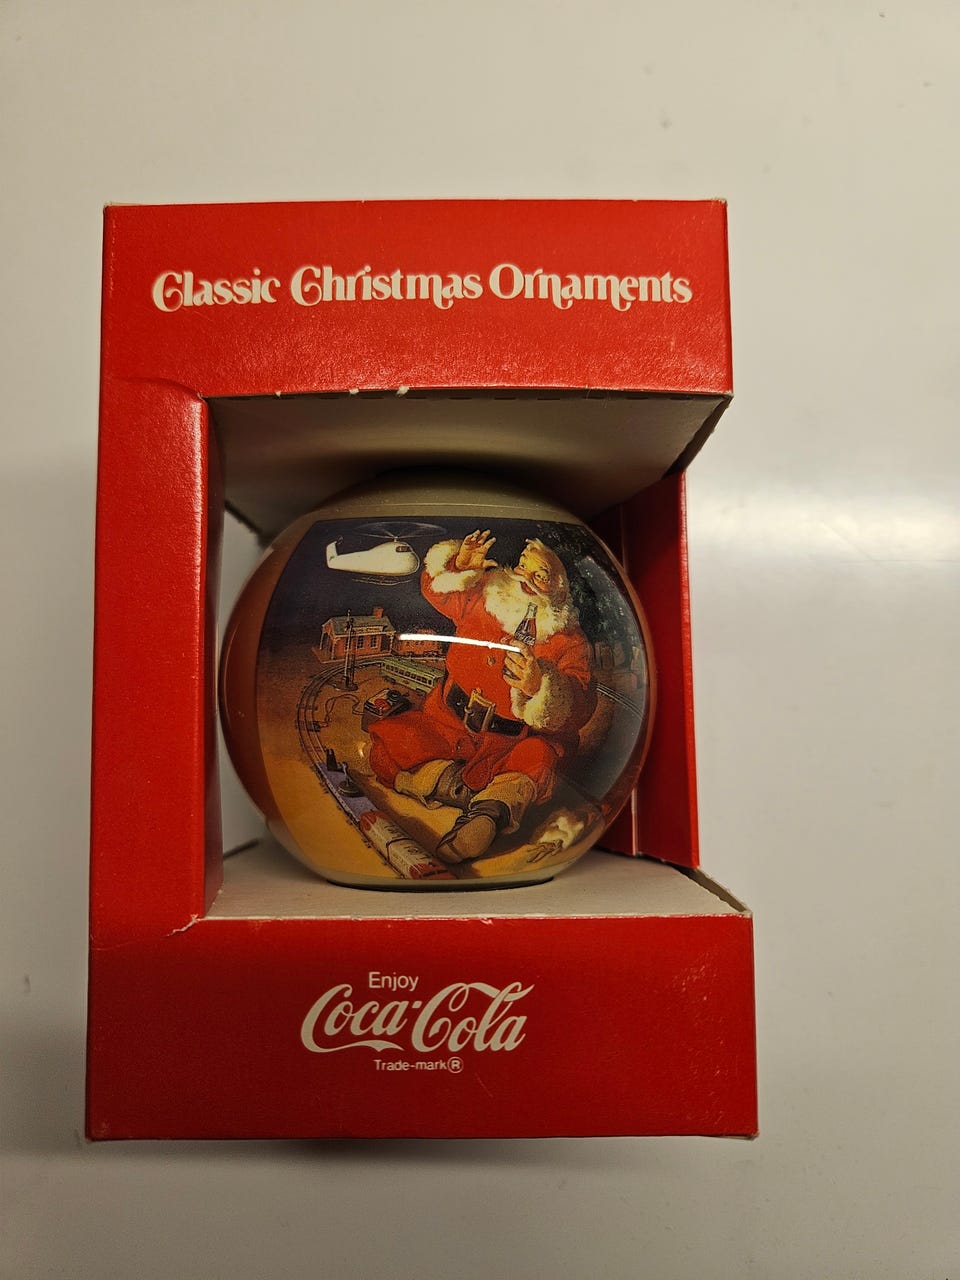 Classic Christmas Ornaments
Enjoy
Coca-Cola
Trade-mark®